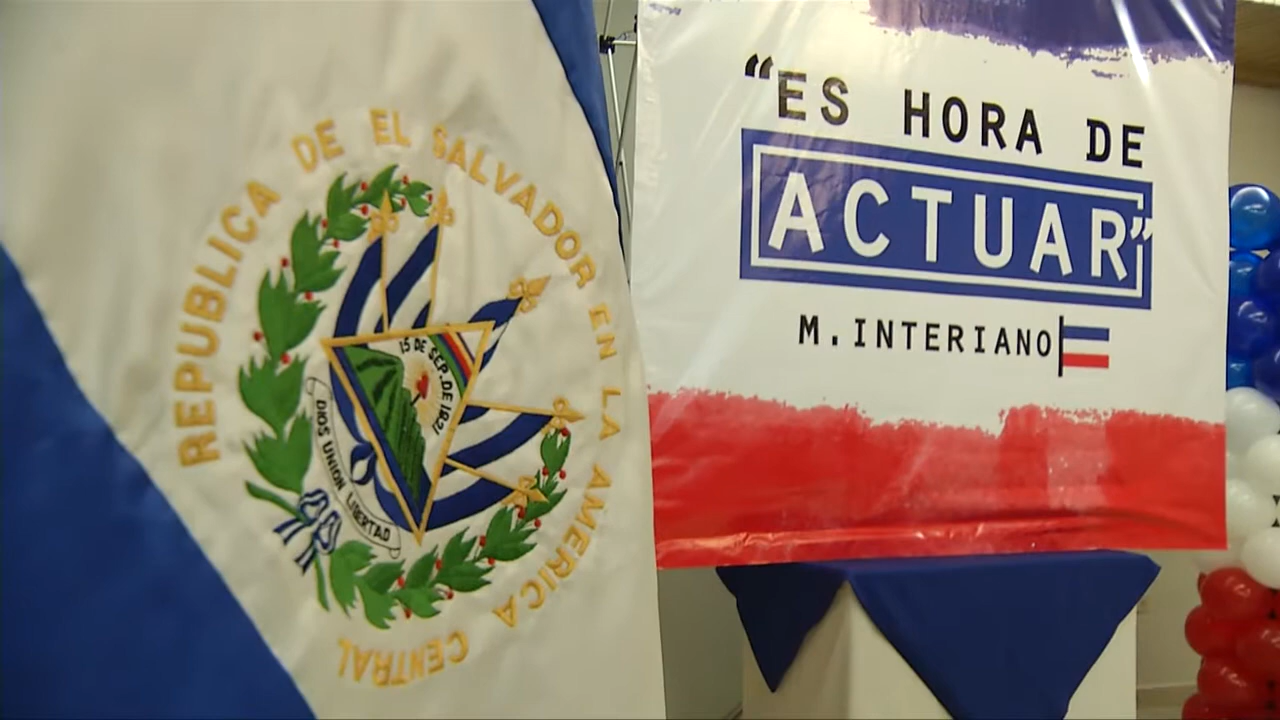 REPUBLICA DE EL SALVADOR EN LA AMERICA CENTRAL
15 DE SEP. DE 1821
DIOS UNION LIBERTAD
“ES HORA DE
ACTUAR”
M. INTERIANO